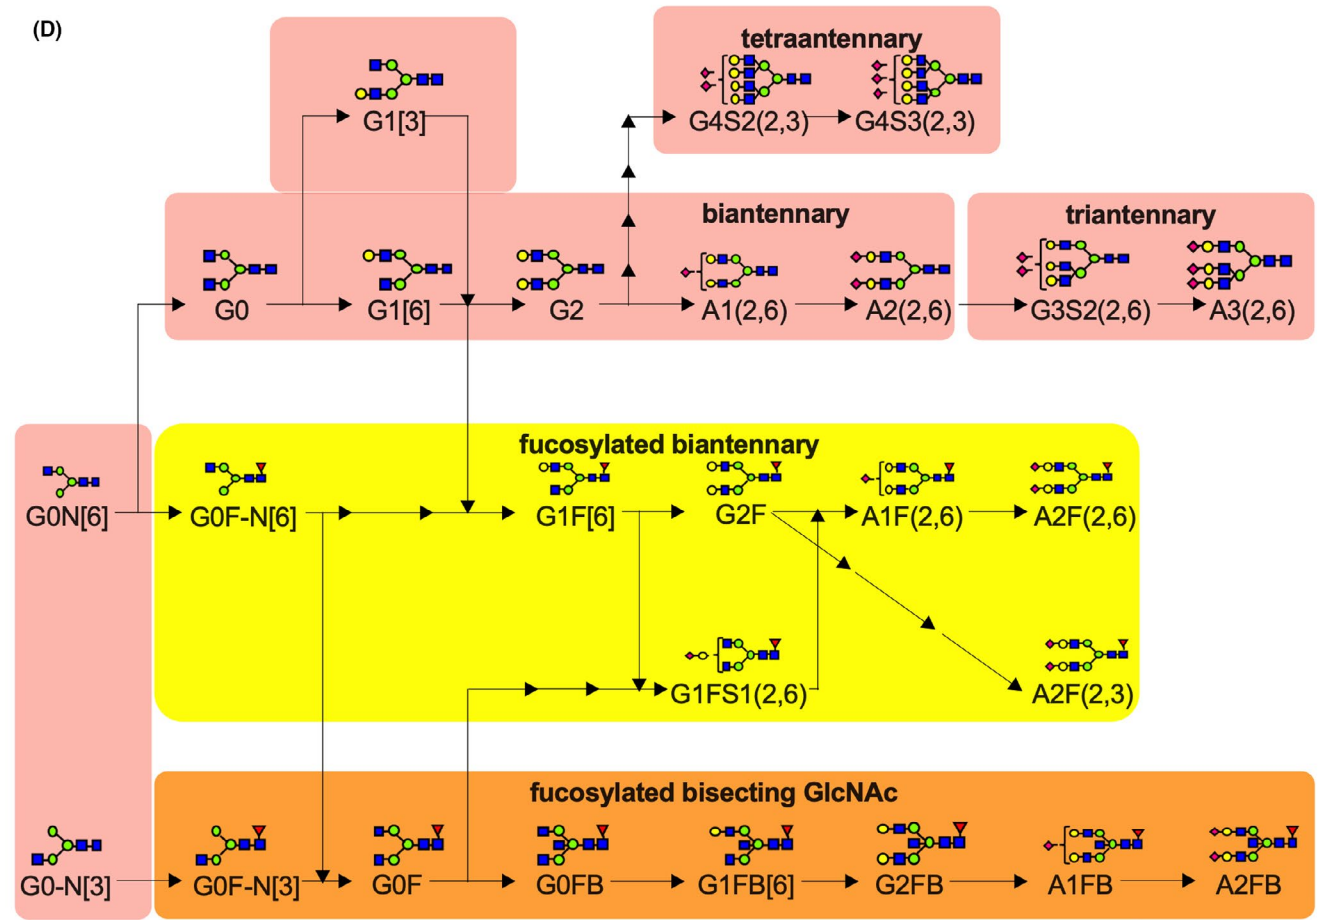 (D)
tetraantennary
G1[3]
G4S2(2,3)
G4S3(2,3)
biantennary
triantennary
G0
G1[6]
G2
A1(2,6)
A2(2,6)
G3S2(2,6)
A3(2,6)
fucosylated biantennary
G0N[6]
G0F-N[6]
G1F[6]
G2F
A1F(2,6)
A2F(2,6)
G1FS1(2,6)
A2F(2,3)
fucosylated bisecting GlcNAc
G0-N[3]
G0F-N[3]
G0F
G0FB
G1FB[6]
G2FB
A1FB
A2FB